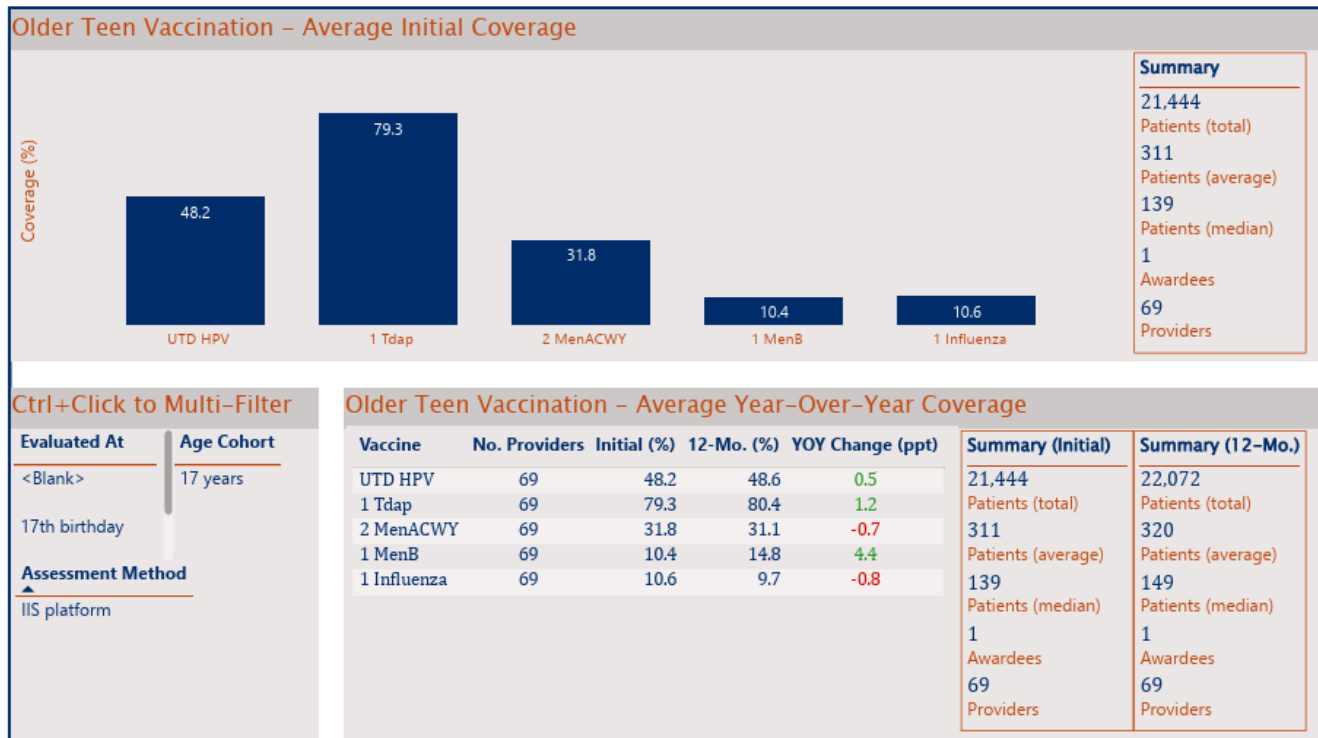 Older Teen Vaccination – Average Initial Coverage
Coverage (%)
48.2
79.3
31.8
10.4
10.6
UTD HPV
1 Tdap
2 MenACWY
1 MenB
1 Influenza
Summary
21,444
Patients (total)
311
Patients (average)
139
Patients (median)
1
Awardees
69
Providers
Ctrl+Click to Multi-Filter
Evaluated At
<Blank>
17th birthday
Age Cohort
17 years
Assessment Method
IIS platform
Older Teen Vaccination – Average Year-Over-Year Coverage
Vaccine No. Providers Initial (%) 12-Mo. (%) YOY Change (ppt)
UTD HPV 69 48.2 48.6 0.5
1 Tdap 69 79.3 80.4 1.2
2 MenACWY 69 31.8 31.1 -0.7
1 MenB 69 10.4 14.8 4.4
1 Influenza 69 10.6 9.7 -0.8
Summary (Initial)
21,444
Patients (total)
311
Patients (average)
139
Patients (median)
1
Awardees
69
Providers
Summary (12-Mo.)
22,072
Patients (total)
320
Patients (average)
149
Patients (median)
1
Awardees
69
Providers